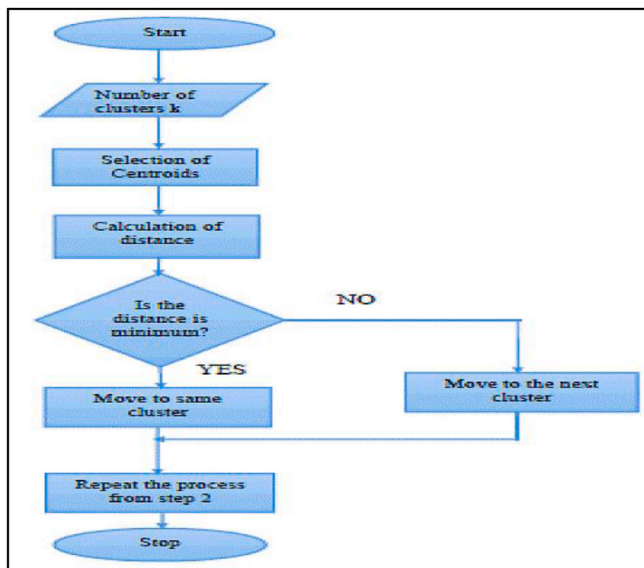 Start
Number of
clusters k
Selection of
Centroids
Calculation of
distance
Is the
distance is
minimum?
NO
YES
Move to same
cluster
Move to the next
cluster
Repeat the process
from step 2
Stop